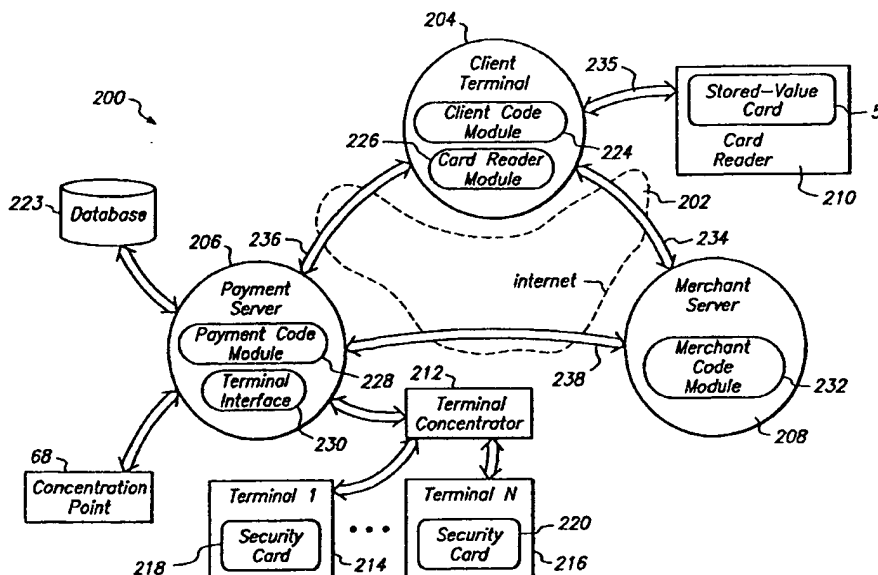 204
Client
Terminal
Client Code
Module
226
Card Reader
Module
224
235
Stored-Value
Card
5
Card
Reader
210
200
202
223
Database
236
234
internet
206
Payment
Server
Payment Code
Module
228
Terminal
Interface
230
238
Merchant
Server
Merchant
Code
Module
232
208
212
Terminal
Concentrator
68
Concentration
Point
Terminal 1
Security
Card
218
214
Terminal N
220
Security
Card
216